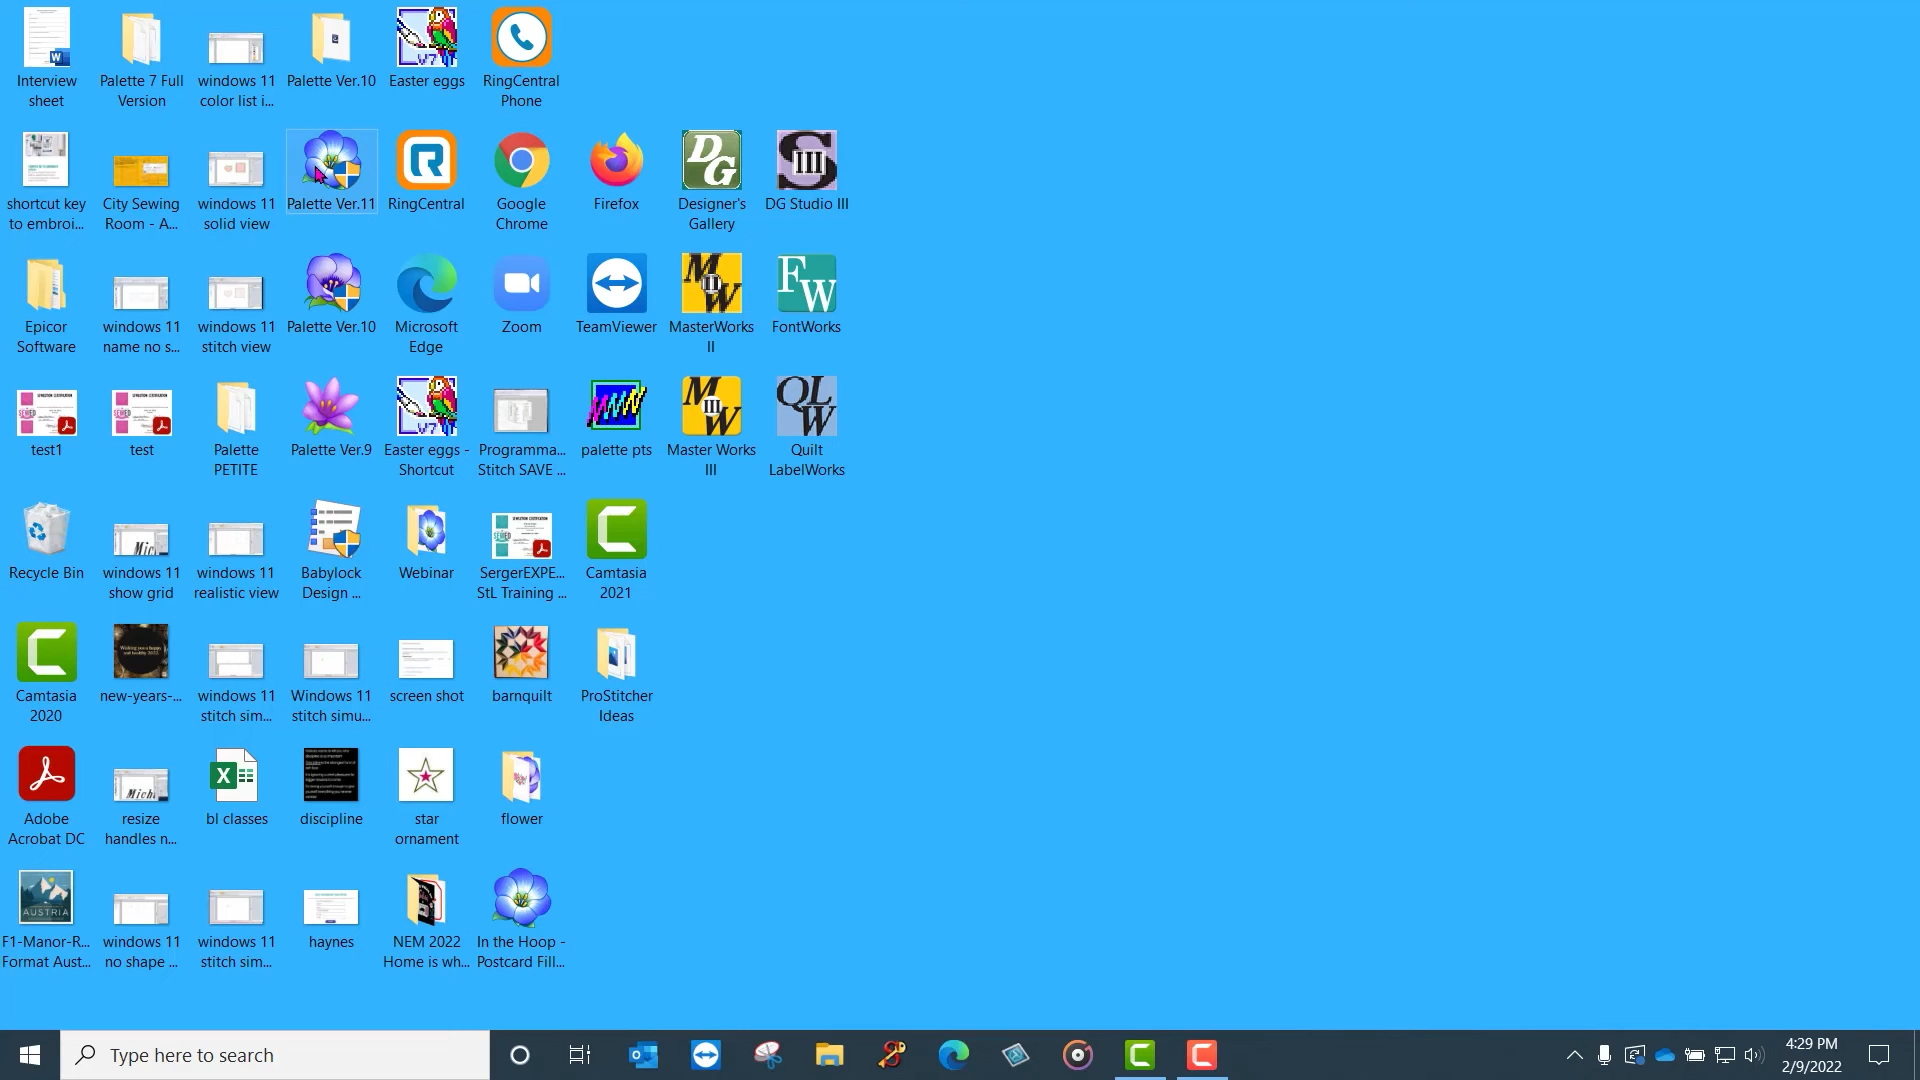 Interview
sheet
Palette 7 Full
Version
windows 11
color list i...
Palette Ver.10
Easter eggs
V7
RingCentral
Phone
shortcut key
to embroi...
City Sewing
Room - A...
windows 11
solid view
Palette Ver.11
RingCentral
Google
Chrome
Firefox
Designer's
Gallery
DG Studio III
Epicor
Software
windows 11
name no s...
windows 11
stitch view
Palette Ver.10
Microsoft
Edge
Zoom
TeamViewer
MasterWorks
II
FontWorks
test1
test
Palette
PETITE
Palette Ver.9
V7
Easter eggs -
Shortcut
Programma...
Stitch SAVE ...
palette pts
Master Works
III
Quilt
LabelWorks
Recycle Bin
windows 11
show grid
windows 11
realistic view
Babylock
Design ...
Webinar
SergerEXPE...
StL Training ...
Camtasia
2021
Camtasia
2020
new-years-...
windows 11
stitch sim...
Windows 11
stitch simu...
screen shot
barnquilt
ProStitcher
Ideas
Adobe
Acrobat DC
resize
handles n...
bl classes
discipline
star
ornament
flower
AUSTRIA
F1-Manor-R...
Format Aust...
windows 11
no shape ...
windows 11
stitch sim...
haynes
NEM 2022
Home is wh...
In the Hoop -
Postcard Fill...
Type here to search
4:29 PM
2/9/2022